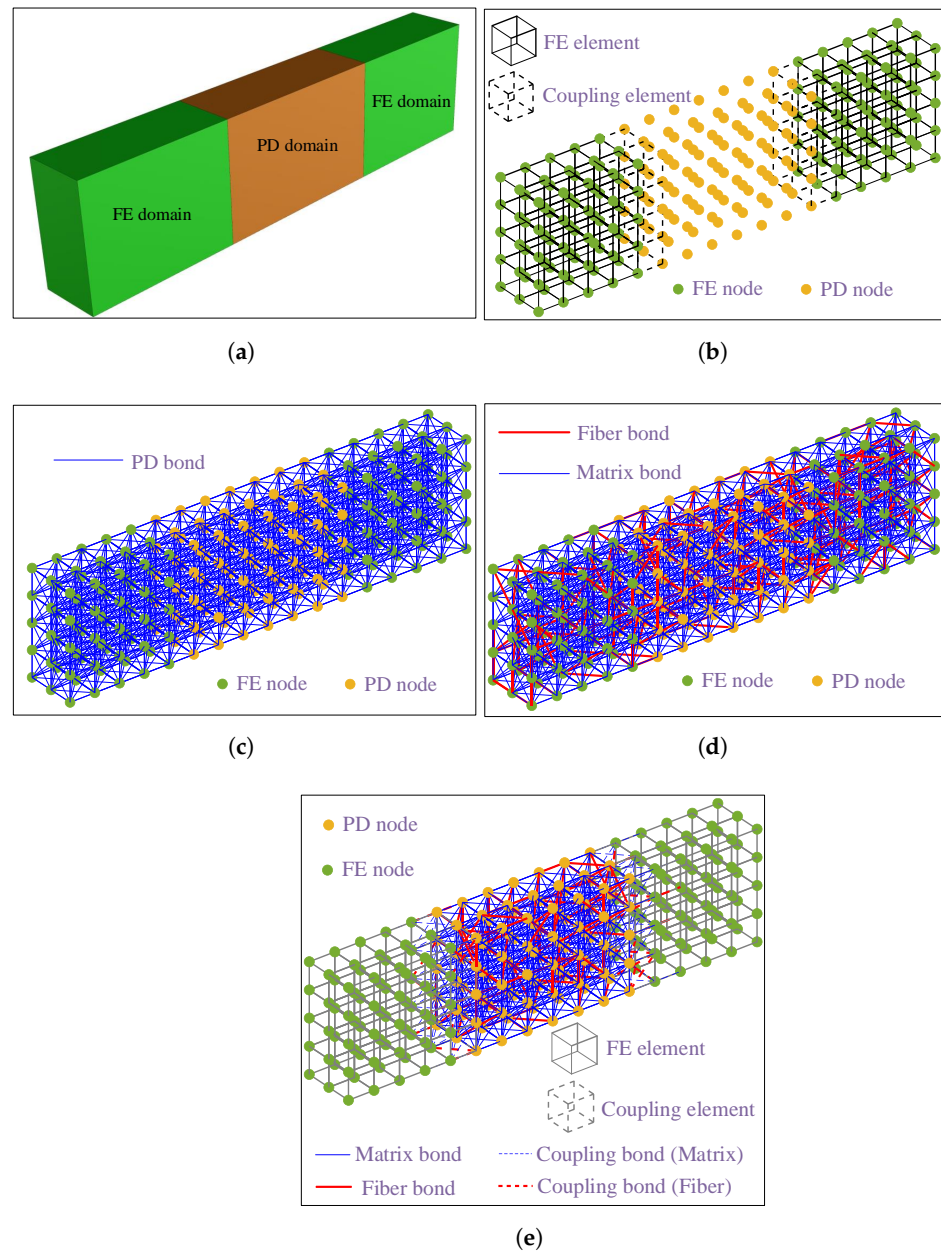 FE domain
PD domain
FE domain
(a)
FE element
Coupling element
FE node
PD node
(b)
PD bond
FE node
PD node
(c)
Fiber bond
Matrix bond
FE node
PD node
(d)
PD node
FE node
FE element
Coupling element
Matrix bond
Coupling bond (Matrix)
Fiber bond
Coupling bond (Fiber)
(e)